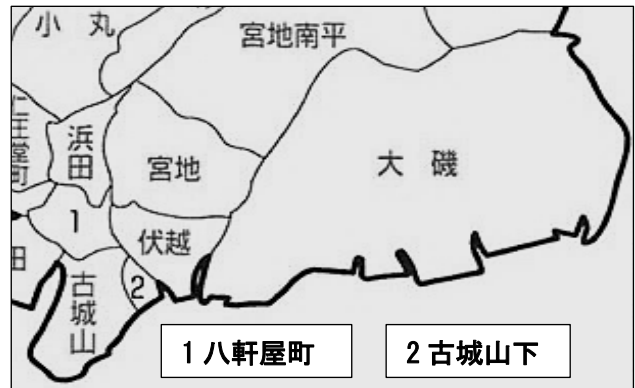 小丸
宮地南平
仁王堂町
浜田
宮地
大磯
1
伏越
田
古城山
2
1 八軒屋町
2 古城山下